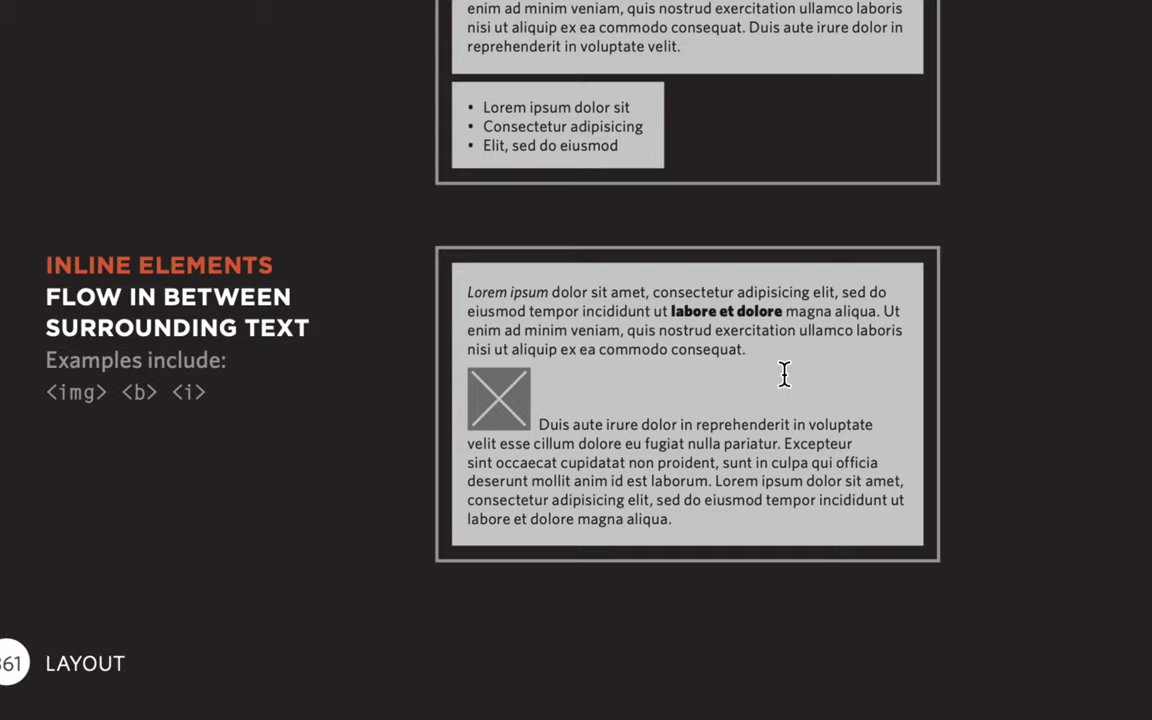 enim ad minim veniam, quis nostrud exercitation ullamco laboris
nisi ut aliquip ex ea commodo consequat. Duis aute irure dolor in
reprehenderit in voluptate velit.
• Lorem ipsum dolor sit
• Consectetur adipisicing
• Elit, sed do eiusmod
INLINE ELEMENTS
FLOW IN BETWEEN
SURROUNDING TEXT
Examples include:
<img> <b> <i>
Lorem ipsum dolor sit amet, consectetur adipisicing elit, sed do
eiusmod tempor incididunt ut labore et dolore magna aliqua. Ut
enim ad minim veniam, quis nostrud exercitation ullamco laboris
nisi ut aliquip ex ea commodo consequat.
Duis aute irure dolor in reprehenderit in voluptate
velit esse cillum dolore eu fugiat nulla pariatur. Excepteur
sint occaecat cupidatat non proident, sunt in culpa qui officia
deserunt mollit anim id est laborum. Lorem ipsum dolor sit amet,
consectetur adipisicing elit, sed do eiusmod tempor incididunt ut
labore et dolore magna aliqua.
361 LAYOUT